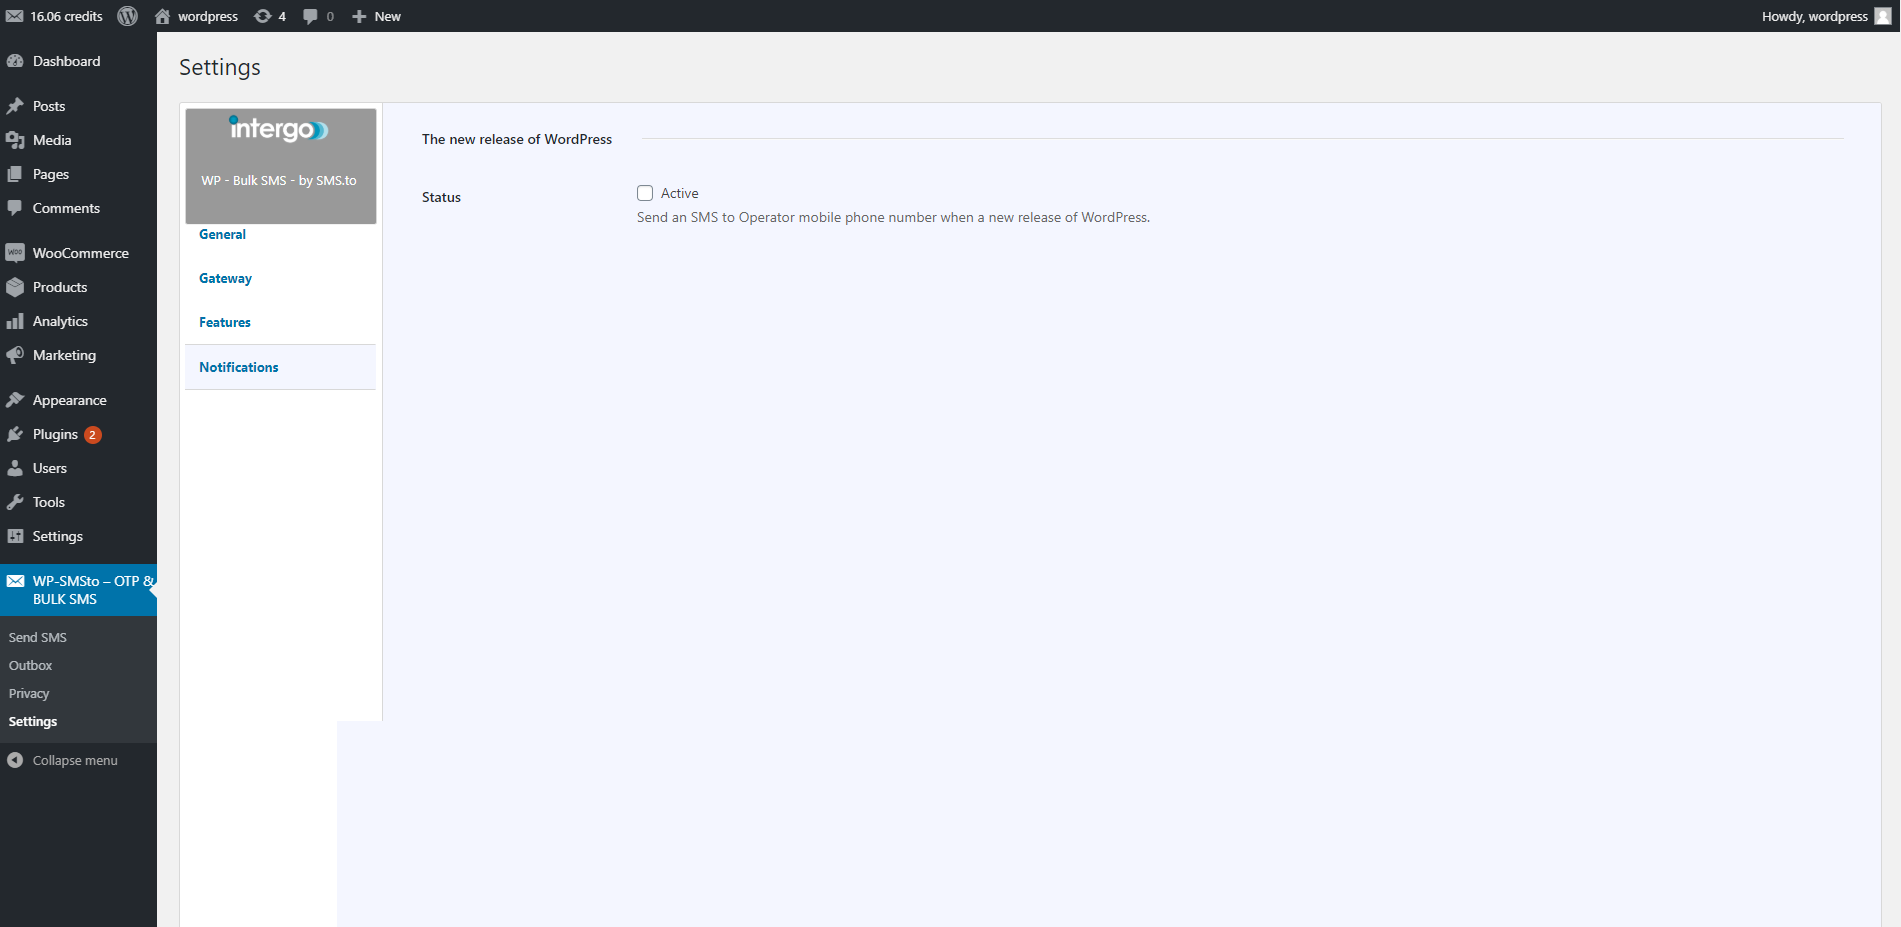 16.06 credits
wordpress
4
0
New
Howdy, wordpress
Dashboard
Posts
Media
Pages
Comments
WooCommerce
Products
Analytics
Marketing
Appearance
Plugins 2
Users
Tools
Settings
WP-SMSto – OTP &
BULK SMS
Send SMS
Outbox
Privacy
Settings
Collapse menu
Settings
intergo
WP - Bulk SMS - by SMS.to
General
Gateway
Features
Notifications
The new release of WordPress
Status
Active
Send an SMS to Operator mobile phone number when a new release of WordPress.